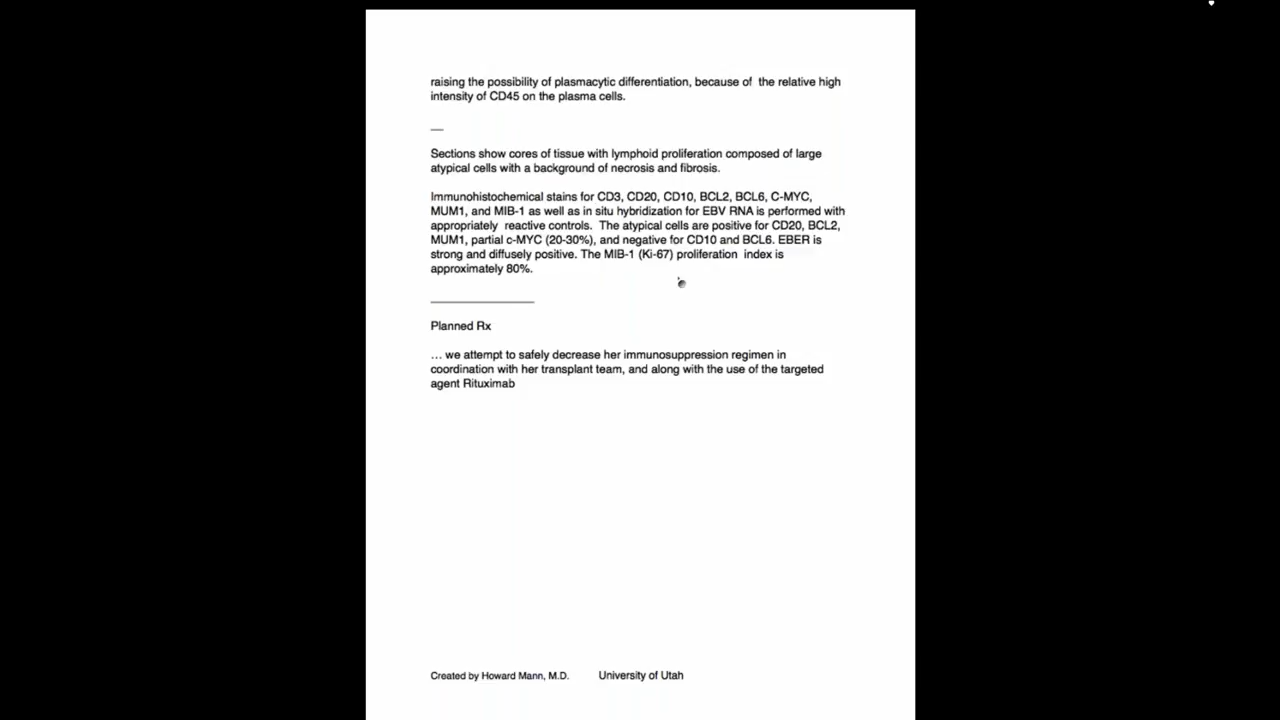 raising the possibility of plasmacytic differentiation, because of  the relative high
intensity of CD45 on the plasma cells.
Sections show cores of tissue with lymphoid proliferation composed of large
atypical cells with a background of necrosis and fibrosis.
Immunohistochemical stains for CD3, CD20, CD10, BCL2, BCL6, C-MYC,
MUM1, and MIB-1 as well as in situ hybridization for EBV RNA is performed with
appropriately  reactive controls.  The atypical cells are positive for CD20, BCL2,
MUM1, partial c-MYC (20-30%), and negative for CD10 and BCL6. EBER is
strong and diffusely positive. The MIB-1 (Ki-67) proliferation  index is
approximately 80%.
Planned Rx
… we attempt to safely decrease her immunosuppression regimen in
coordination with her transplant team, and along with the use of the targeted
agent Rituximab
Created by Howard Mann, M.D. University of Utah